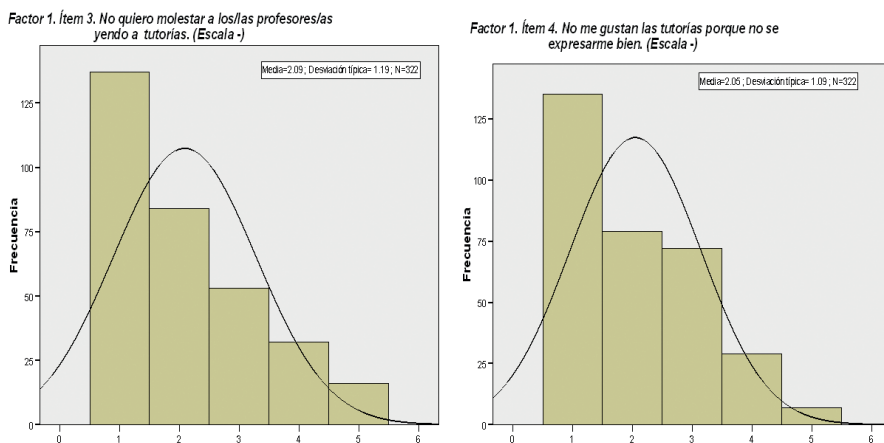 Factor 1. Ítem 3. No quiero molestar a los/las profesores/as
yendo a tutorías. (Escala -)
Media=2.09; Desviación típica= 1.19; N=322
125
100
75
50
25
0
Frecuencia
0 1 2 3 4 5 6
Factor 1. Ítem 4. No me gustan las tutorías porque no se
expresarme bien. (Escala -)
Media=2.05; Desviación típica= 1.09; N=322
125
100
75
50
25
0
Frecuencia
0 1 2 3 4 5 6